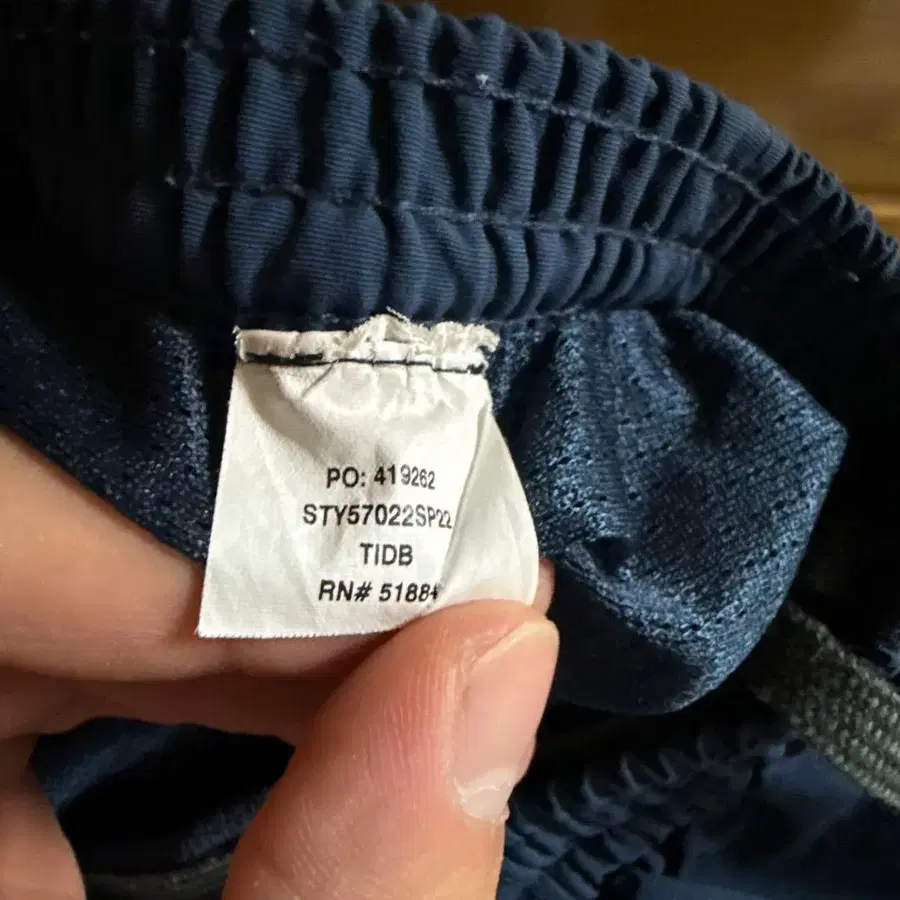 PO: 419262
STY57022SP22
TIDB
RN# 51884